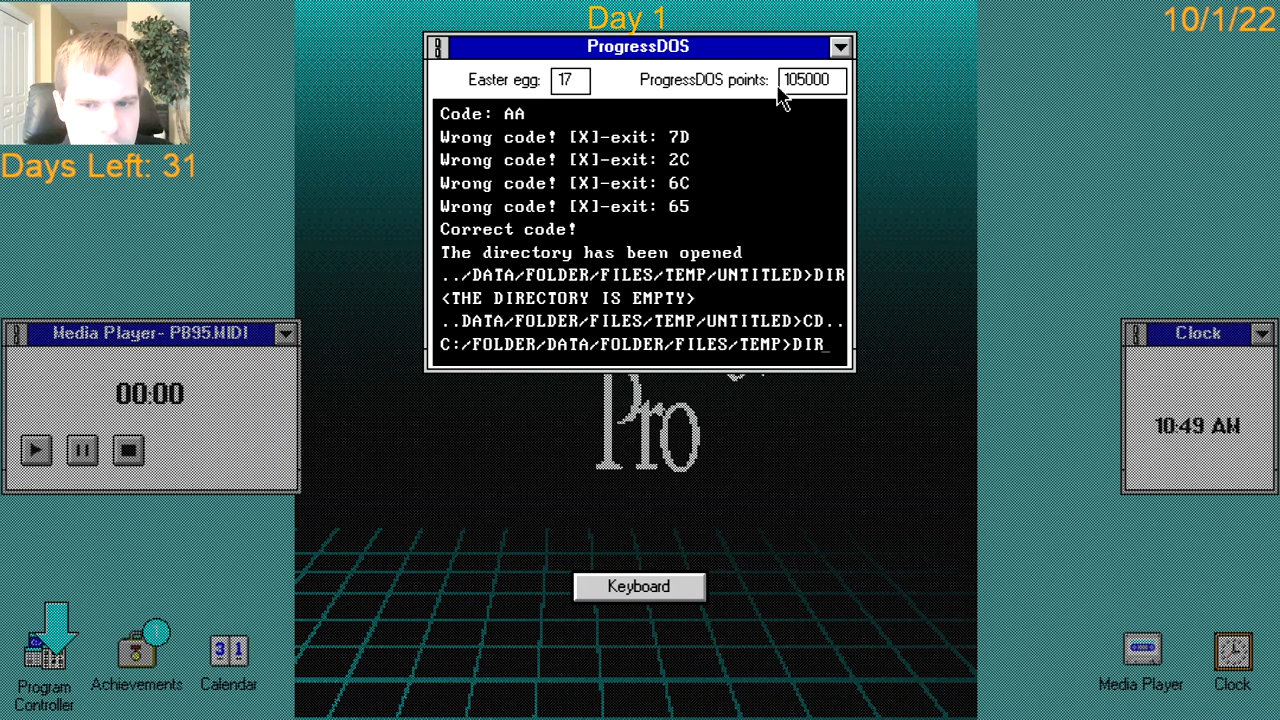 Day 1
10/1/22
ProgressDOS
Easter egg: 17
ProgressDOS points: 105000
Code: AA
Wrong code! [X]-exit: 7D
Wrong code! [X]-exit: 2C
Wrong code! [X]-exit: 6C
Wrong code! [X]-exit: 65
Correct code!
The directory has been opened
../DATA/FOLDER/FILES/TEMP/UNTITLED>DIR
<THE DIRECTORY IS EMPTY>
..DATA/FOLDER/FILES/TEMP/UNTITLED>CD..
C:/FOLDER/DATA/FOLDER/FILES/TEMP>DIR_
Days Left: 31
Media Player- PB95.MIDI
00:00
Clock
10:49 AM
Pro
Keyboard
Program
Controller
Achievements
Calendar
31
Media Player
Clock